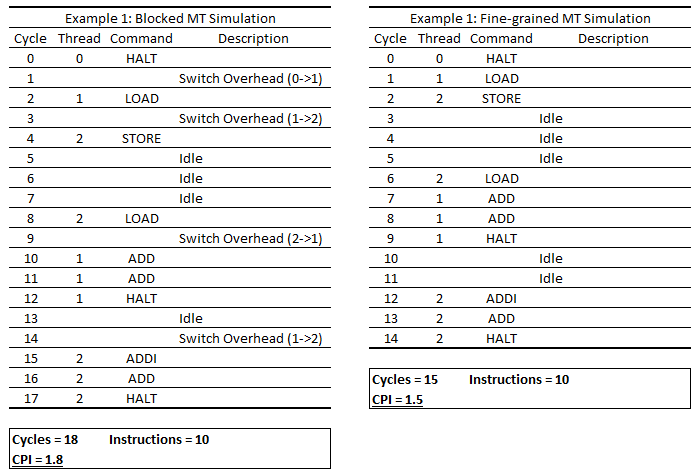 Example 1: Blocked MT Simulation
Cycle Thread Command Description
0 0 HALT
1 Switch Overhead (0->1)
2 1 LOAD
3 Switch Overhead (1->2)
4 2 STORE
5 Idle
6 Idle
7 Idle
8 2 LOAD
9 Switch Overhead (2->1)
10 1 ADD
11 1 ADD
12 1 HALT
13 Idle
14 Switch Overhead (1->2)
15 2 ADDI
16 2 ADD
17 2 HALT
Cycles = 18 Instructions = 10
CPI = 1.8
Example 1: Fine-grained MT Simulation
Cycle Thread Command Description
0 0 HALT
1 1 LOAD
2 2 STORE
3 Idle
4 Idle
5 Idle
6 2 LOAD
7 1 ADD
8 1 ADD
9 1 HALT
10 Idle
11 Idle
12 2 ADDI
13 2 ADD
14 2 HALT
Cycles = 15 Instructions = 10
CPI = 1.5